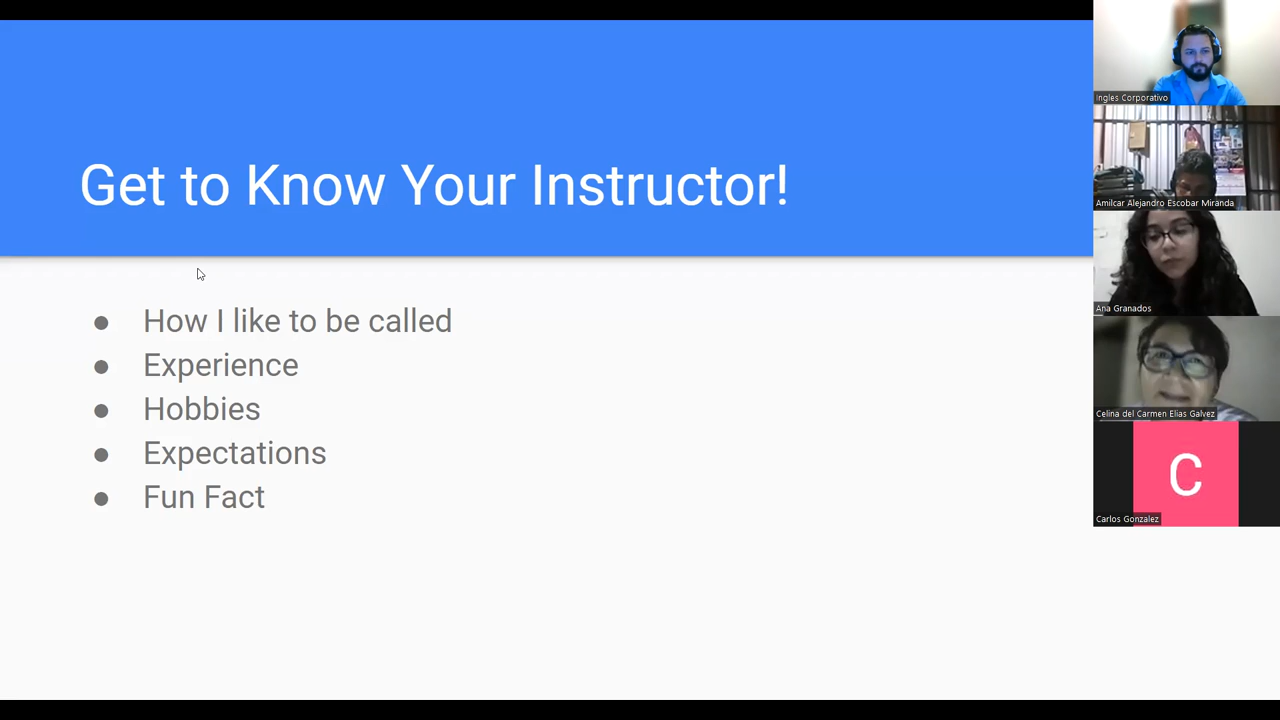 Get to Know Your Instructor!
● How I like to be called
● Experience
● Hobbies
● Expectations
● Fun Fact
Ingles Corporativo
Amilcar Alejandro Escobar Miranda
Ana Granados
Celina del Carmen Elias Galvez
C
Carlos Gonzalez